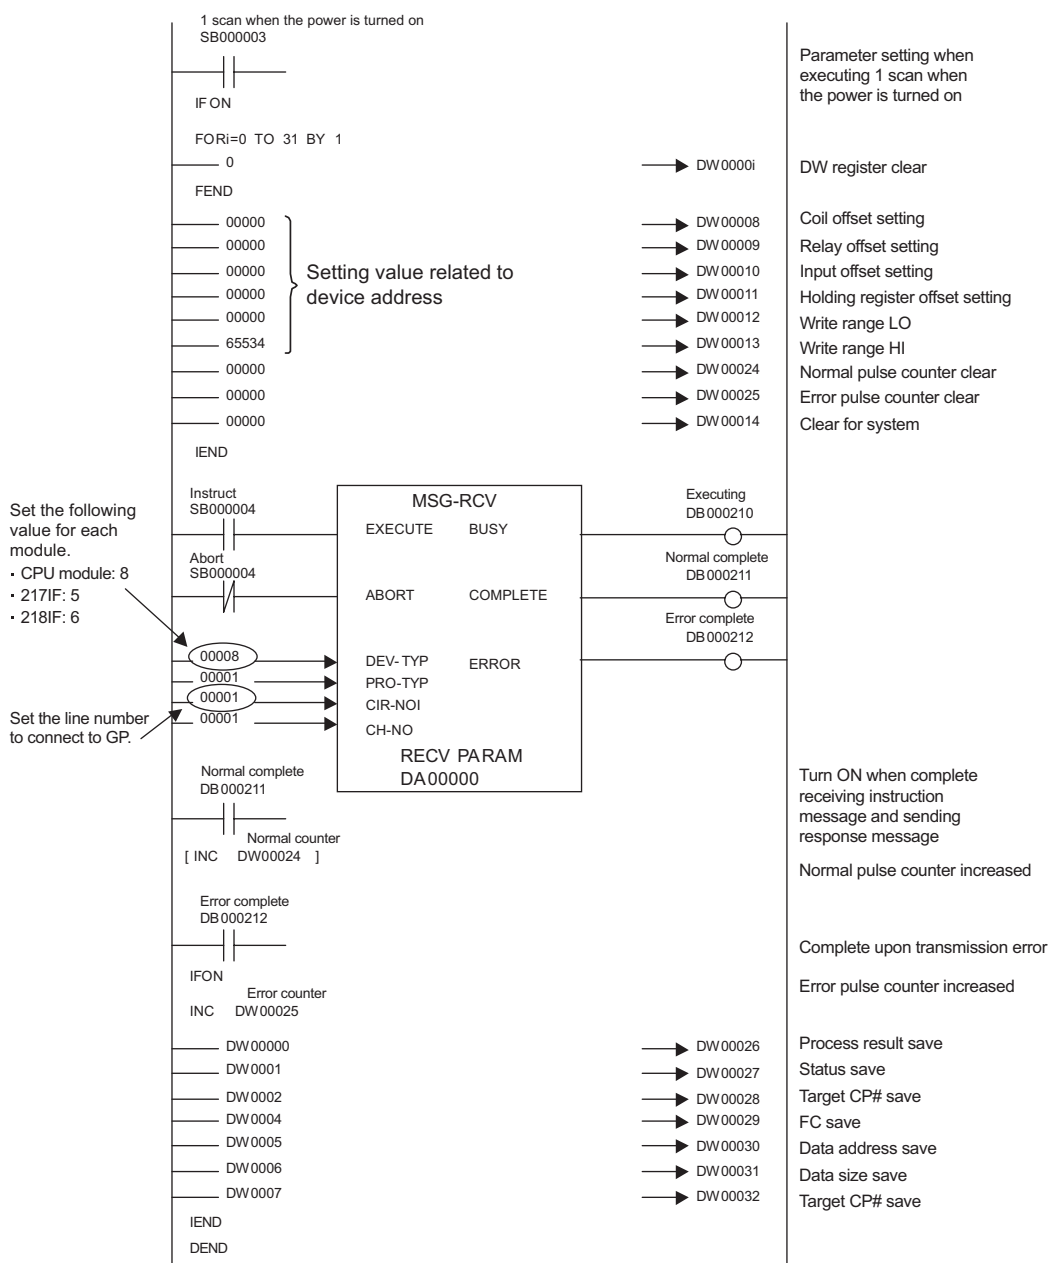 1 scan when the power is turned on
SB000003
Parameter setting when
executing 1 scan when
the power is turned on
IF ON
FORi=0 TO 31 BY 1
0 DW0000i DW register clear
FEND
00000 DW00008 Coil offset setting
00000 DW00009 Relay offset setting
00000 DW00010 Input offset setting
Setting value related to
device address
00000 DW00011 Holding register offset setting
00000 DW00012 Write range LO
65534 DW00013 Write range HI
00000 DW00024 Normal pulse counter clear
00000 DW00025 Error pulse counter clear
00000 DW00014 Clear for system
IEND
Set the following
value for each
module.
· CPU module: 8
· 217IF: 5
· 218IF: 6
Instruct
SB000004
MSG-RCV
EXECUTE BUSY
Executing
DB000210
Abort
SB000004
ABORT COMPLETE
Normal complete
DB000211
Error complete
DB000212
00008 DEV-TYP ERROR
00001 PRO-TYP
00001 CIR-NOI
00001 CH-NO
Set the line number
to connect to GP.
RECV PARAM
DA00000
Normal complete
DB000211
Turn ON when complete
receiving instruction
message and sending
response message
Normal counter
[ INC DW00024 ]
Normal pulse counter increased
Error complete
DB000212
Complete upon transmission error
IFON
Error counter
INC DW00025
Error pulse counter increased
DW00000 DW00026 Process result save
DW0001 DW00027 Status save
DW0002 DW00028 Target CP# save
DW0004 DW00029 FC save
DW0005 DW00030 Data address save
DW0006 DW00031 Data size save
DW0007 DW00032 Target CP# save
IEND
DEND